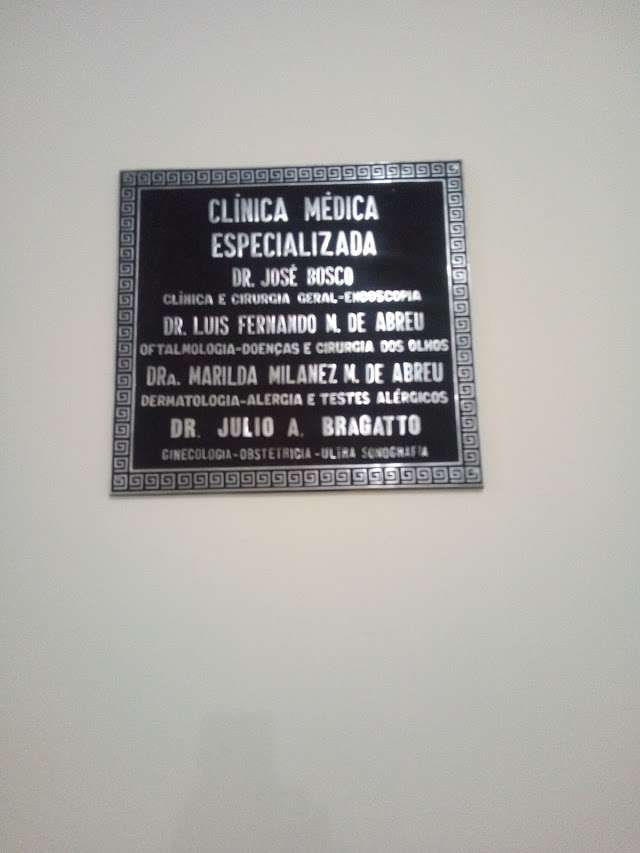 CLÍNICA MÉDICA
ESPECIALIZADA
DR. JOSÉ BOSCO
CLÍNICA E CIRURGIA GERAL-ENDOSCOPIA
DR. LUIS FERNANDO M. DE ABREU
OFTALMOLOGIA-DOENÇAS E CIRURGIA DOS OLHOS
DRA. MARILDA MILANEZ M. DE ABREU
DERMATOLOGIA-ALERGIA E TESTES ALÉRGICOS
DR. JULIO A. BRAGATTO
GINECOLOGIA-OBSTETRICIA-ULTRA SONOGRAFIA